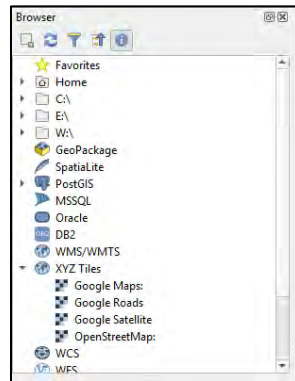 Browser
Favorites
Home
C:\
E:\
W:\
GeoPackage
SpatiaLite
PostGIS
MSSQL
Oracle
DB2
DB2
WMS/WMTS
XYZ Tiles
Google Maps:
Google Roads
Google Satellite
OpenStreetMap:
WCS
WFS